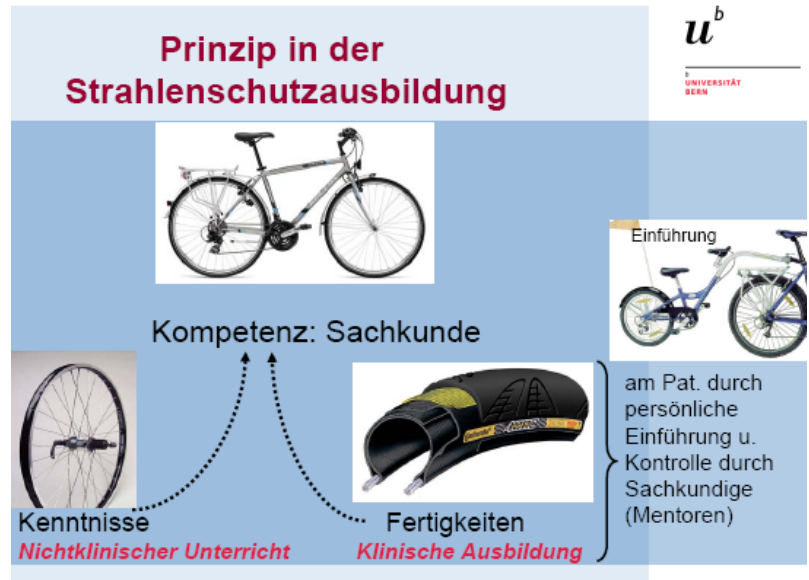 Prinzip in der
Strahlenschutzausbildung
u
b
b
UNIVERSITÄT
BERN
Einführung
Kompetenz: Sachkunde
am Pat. durch
persönliche
Einführung u.
Kontrolle durch
Sachkundige
(Mentoren)
Continental
Kenntnisse
Nichtklinischer Unterricht
Fertigkeiten
Klinische Ausbildung